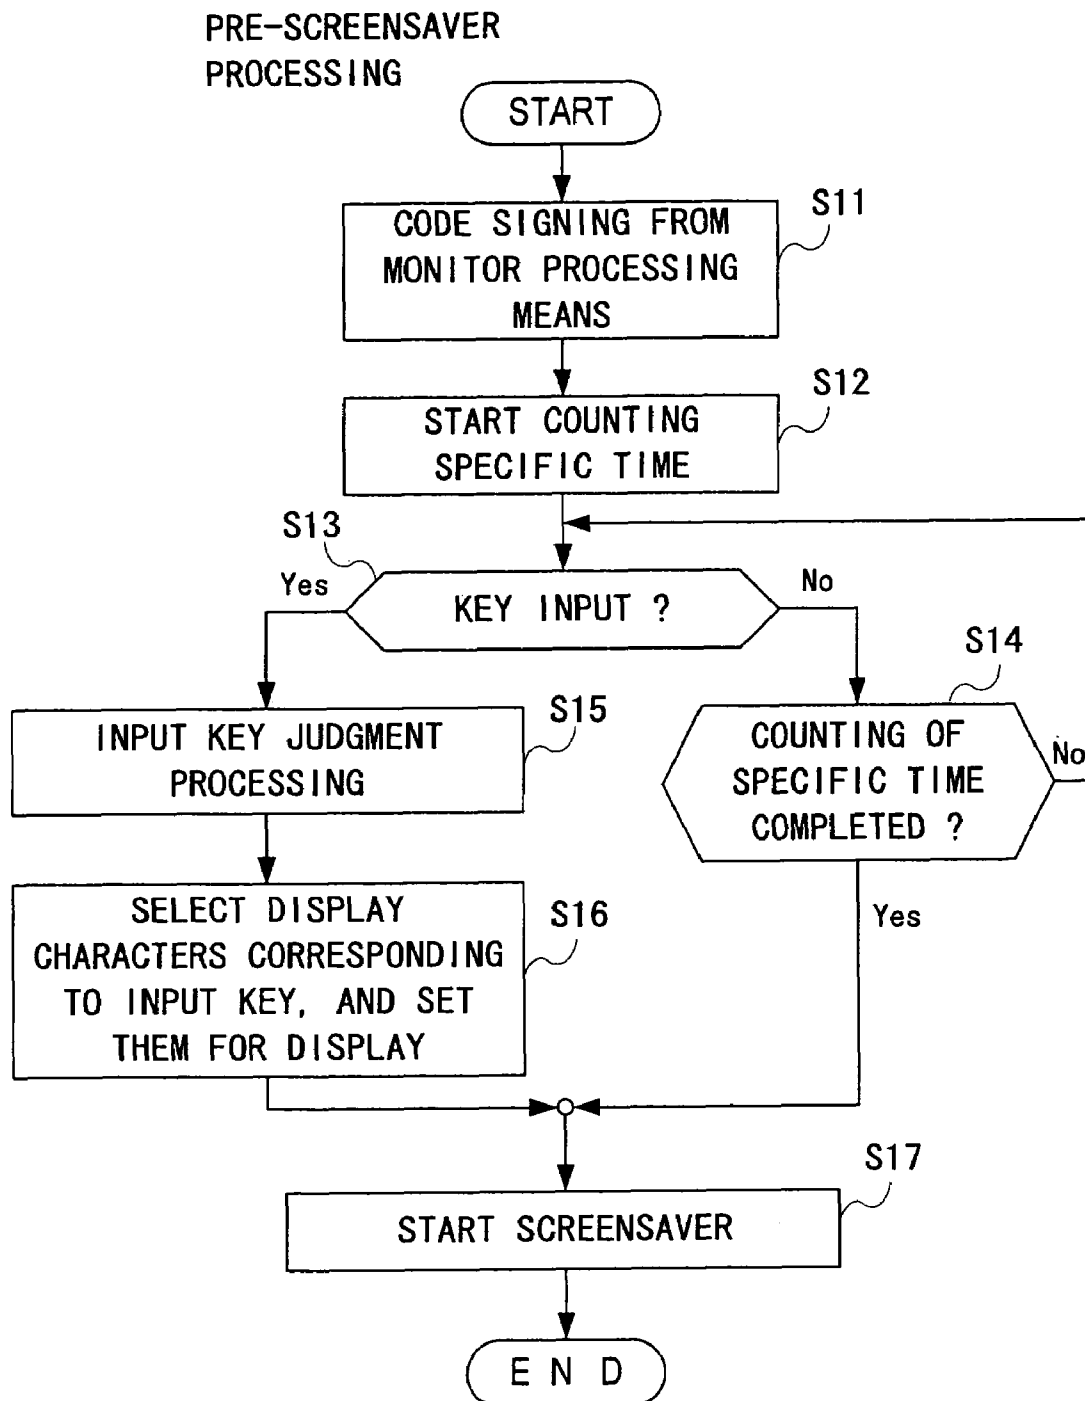 PRE-SCREENSAVER
PROCESSING
START
S11
CODE SIGNING FROM
MONITOR PROCESSING
MEANS
S12
START COUNTING
SPECIFIC TIME
S13
Yes
KEY INPUT ?
No
S14
COUNTING OF
SPECIFIC TIME
COMPLETED ?
No
Yes
S15
INPUT KEY JUDGMENT
PROCESSING
S16
SELECT DISPLAY
CHARACTERS CORRESPONDING
TO INPUT KEY, AND SET
THEM FOR DISPLAY
S17
START SCREENSAVER
END